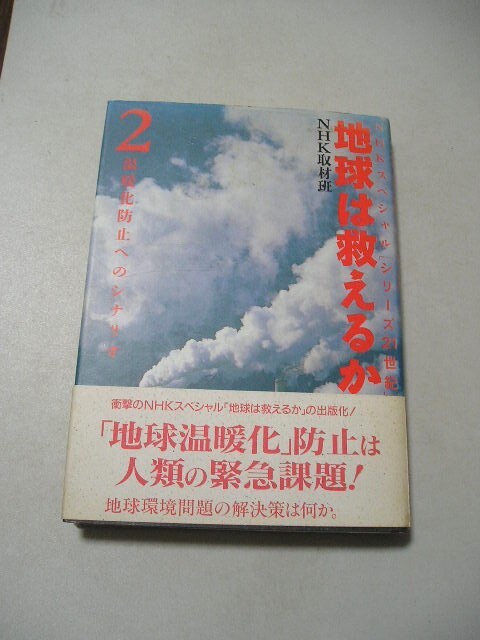 NHKスペシャル「シリーズ21世紀」
地球は救えるか
NHK取材班
2
温暖化防止へのシナリオ
衝撃のNHKスペシャル「地球は救えるか」の出版化!
「地球温暖化」防止は
人類の緊急課題!
地球環境問題の解決策は何か。